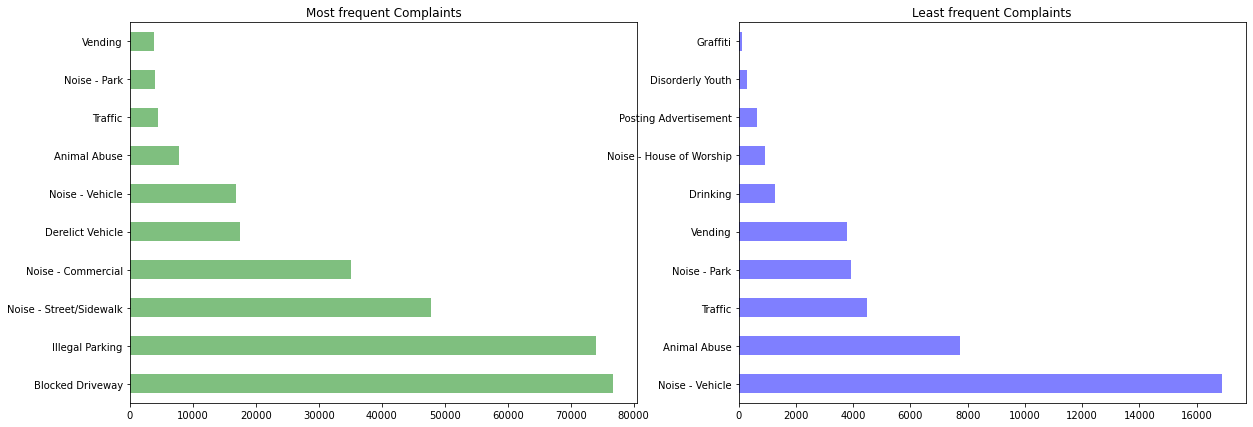 Most frequent Complaints
Vending
Noise - Park
Traffic
Animal Abuse
Noise - Vehicle
Derelict Vehicle
Noise - Commercial
Noise - Street/Sidewalk
Illegal Parking
Blocked Driveway
0 10000 20000 30000 40000 50000 60000 70000 80000
Least frequent Complaints
Graffiti
Disorderly Youth
Posting Advertisement
Noise - House of Worship
Drinking
Vending
Noise - Park
Traffic
Animal Abuse
Noise - Vehicle
0 2000 4000 6000 8000 10000 12000 14000 16000